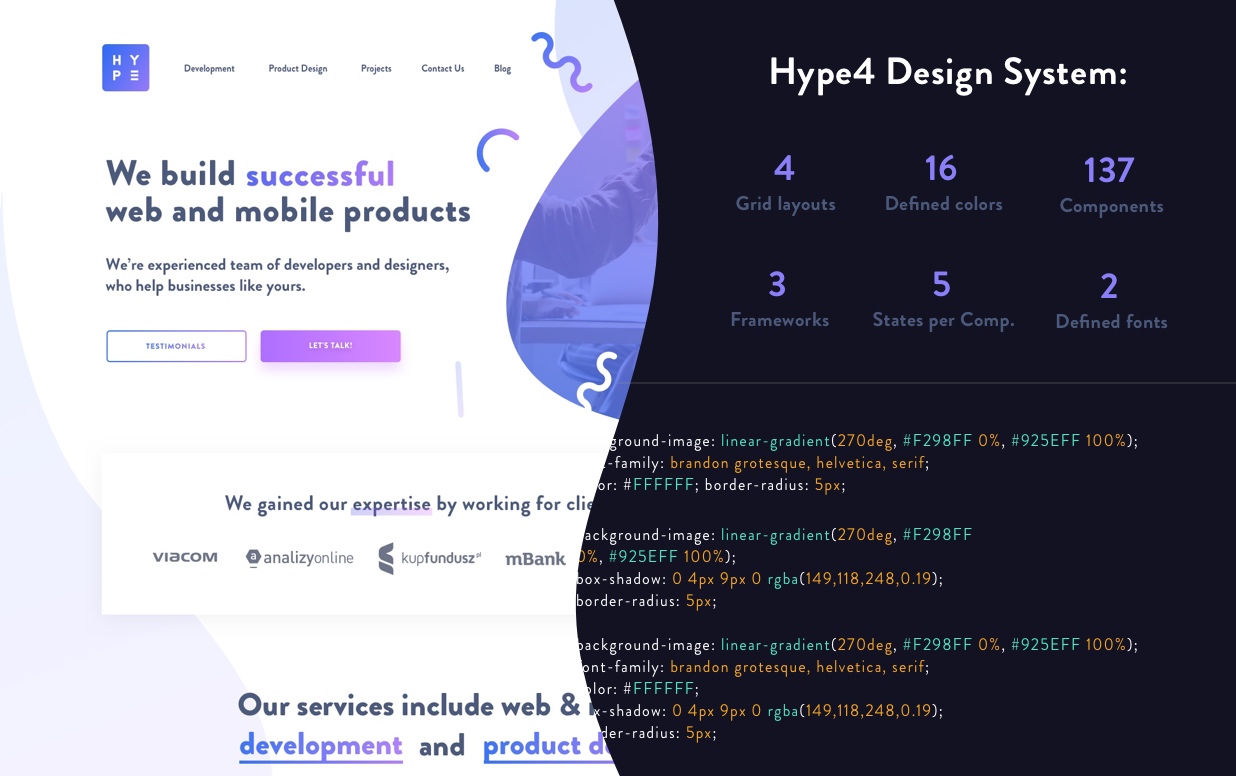 HY
PE
Development Product Design Projects Contact Us Blog
We build successful
web and mobile products
We're experienced team of developers and designers,
who help businesses like yours.
TESTIMONIALS LET'S TALK!
We gained our expertise by working for clie
viacom a analizyonline kupfundusz.pl mBank
Our services include web &
development and product d
Hype4 Design System:
4 16 137
Grid layouts Defined colors Components
3 5 2
Frameworks States per Comp. Defined fonts
ground-image: linear-gradient(270deg, #F298FF 0%, #925EFF 100%);
-family: brandon grotesque, helvetica, serif;
or: #FFFFFF; border-radius: 5px;
background-image: linear-gradient(270deg, #F298FF
0%, #925EFF 100%);
box-shadow: 0 4px 9px 0 rgba(149,118,248,0.19);
border-radius: 5px;
background-image: linear-gradient(270deg, #F298FF 0%, #925EFF 100%);
ont-family: brandon grotesque, helvetica, serif;
olor: #FFFFFF;
x-shadow: 0 4px 9px 0 rgba(149,118,248,0.19);
der-radius: 5px;